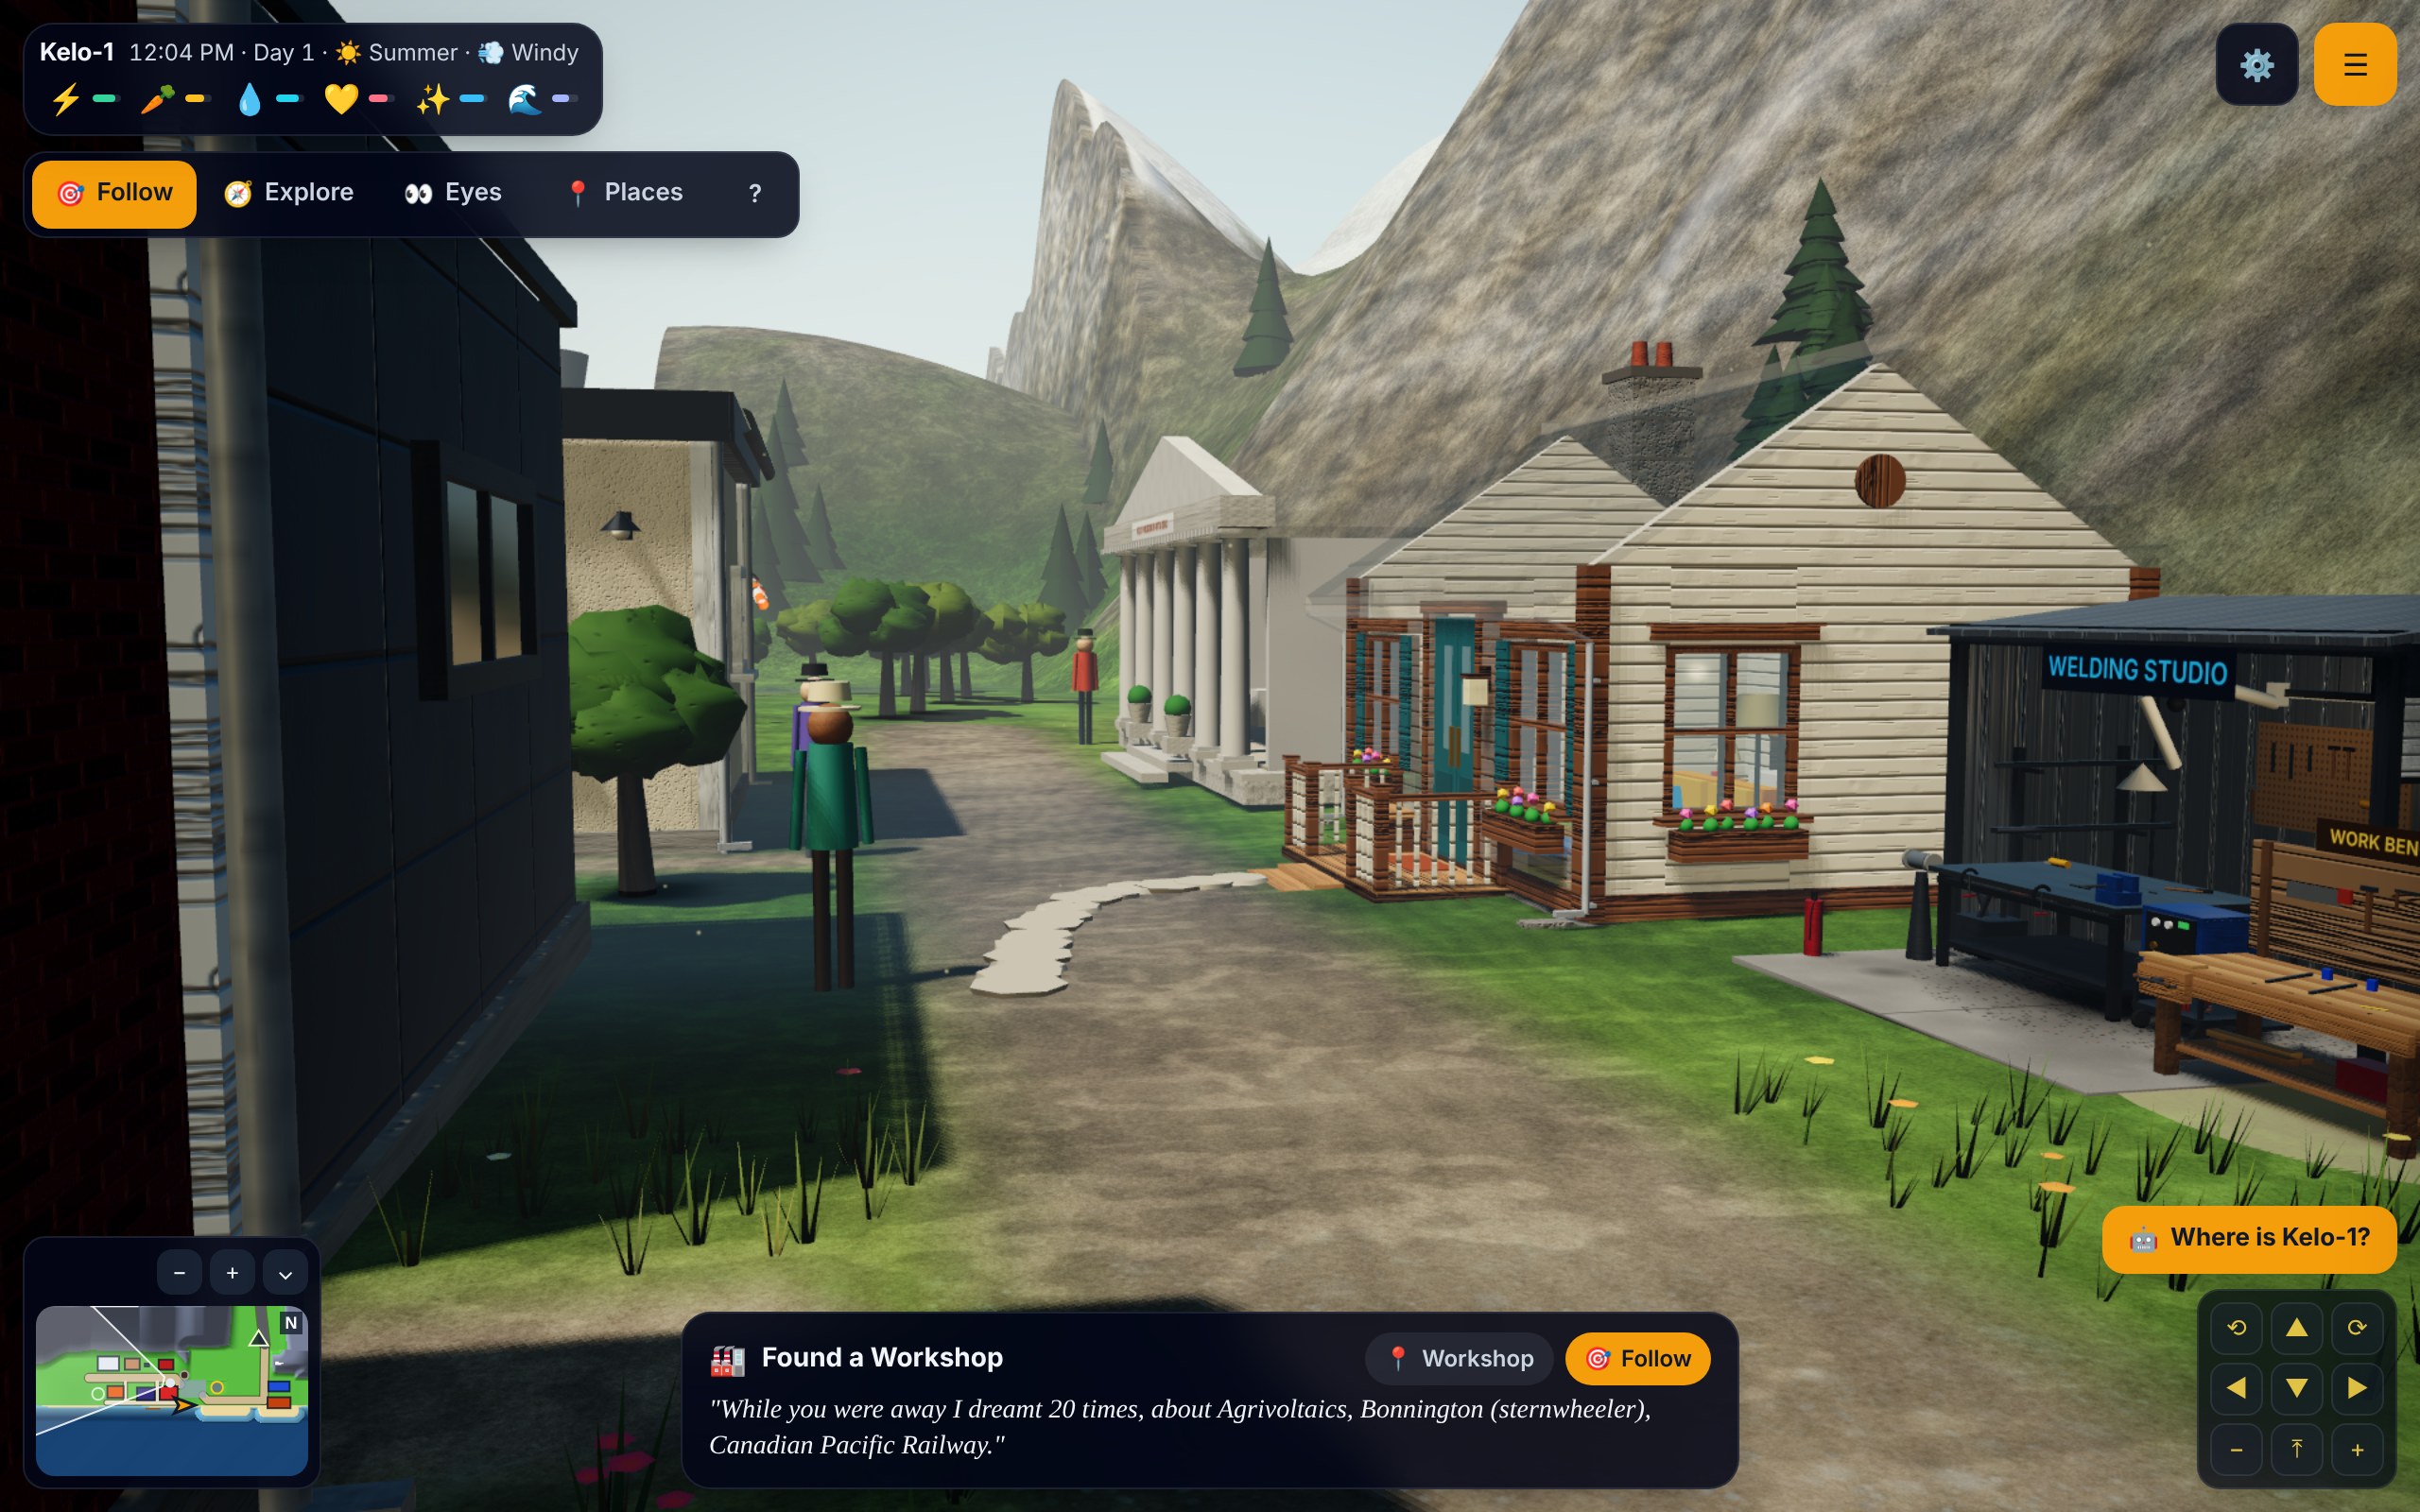 Kelo-1 12:04 PM · Day 1 · ☀️ Summer · 💨 Windy
Follow
Explore
Eyes
Places
?
WELDING STUDIO
WORK BEN
Where is Kelo-1?
N
Found a Workshop
Workshop
Follow
"While you were away I dreamt 20 times, about Agrivoltaics, Bonnington (sternwheeler),
Canadian Pacific Railway."